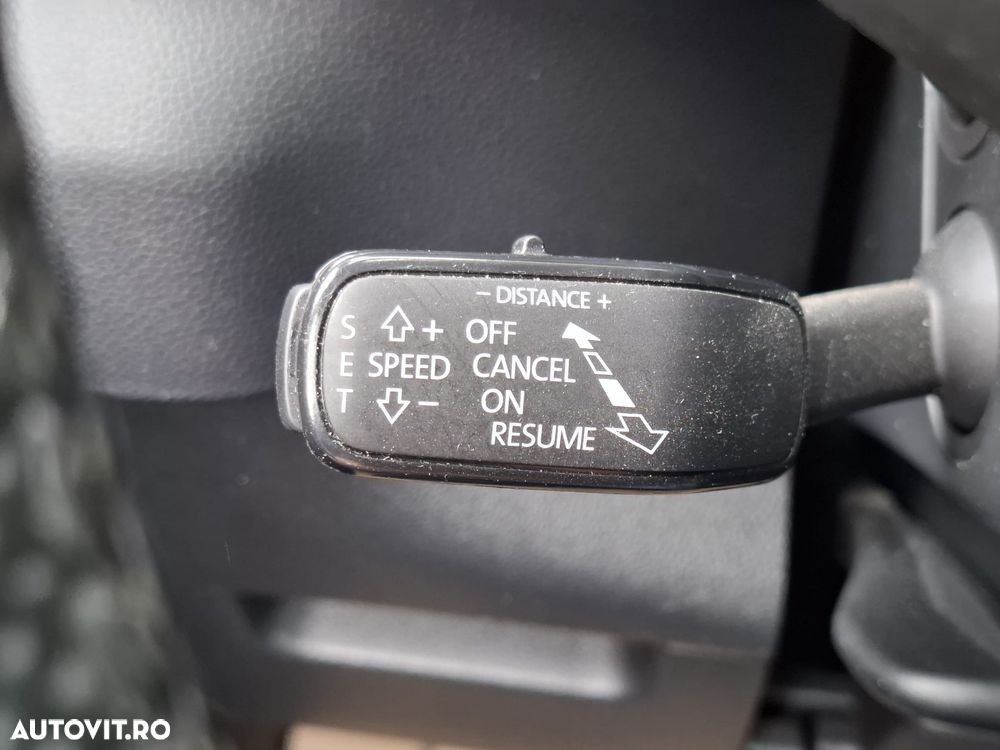 - DISTANCE +
S + OFF
E SPEED CANCEL
T - ON
RESUME
AUTOVIT.RO